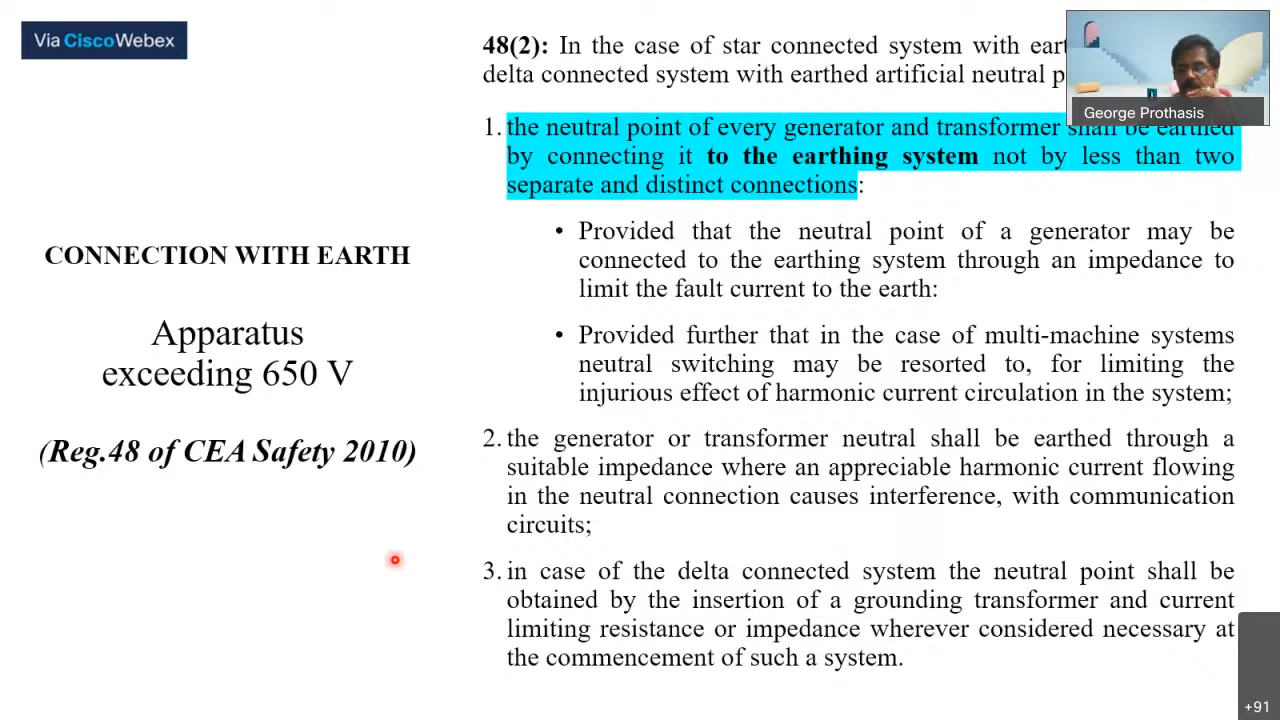 Via CiscoWebex
CONNECTION WITH EARTH
Apparatus
exceeding 650 V
(Reg.48 of CEA Safety 2010)
48(2): In the case of star connected system with
delta connected system with earthed artificial neutral
1. the neutral point of every generator and transformer shall be earthed
by connecting it to the earthing system not by less than two
separate and distinct connections:
• Provided that the neutral point of a generator may be
connected to the earthing system through an impedance to
limit the fault current to the earth:
• Provided further that in the case of multi-machine systems
neutral switching may be resorted to, for limiting the
injurious effect of harmonic current circulation in the system;
2. the generator or transformer neutral shall be earthed through a
suitable impedance where an appreciable harmonic current flowing
in the neutral connection causes interference, with communication
circuits;
3. in case of the delta connected system the neutral point shall be
obtained by the insertion of a grounding transformer and current
limiting resistance or impedance wherever considered necessary at
the commencement of such a system.
George Prothasis
+91